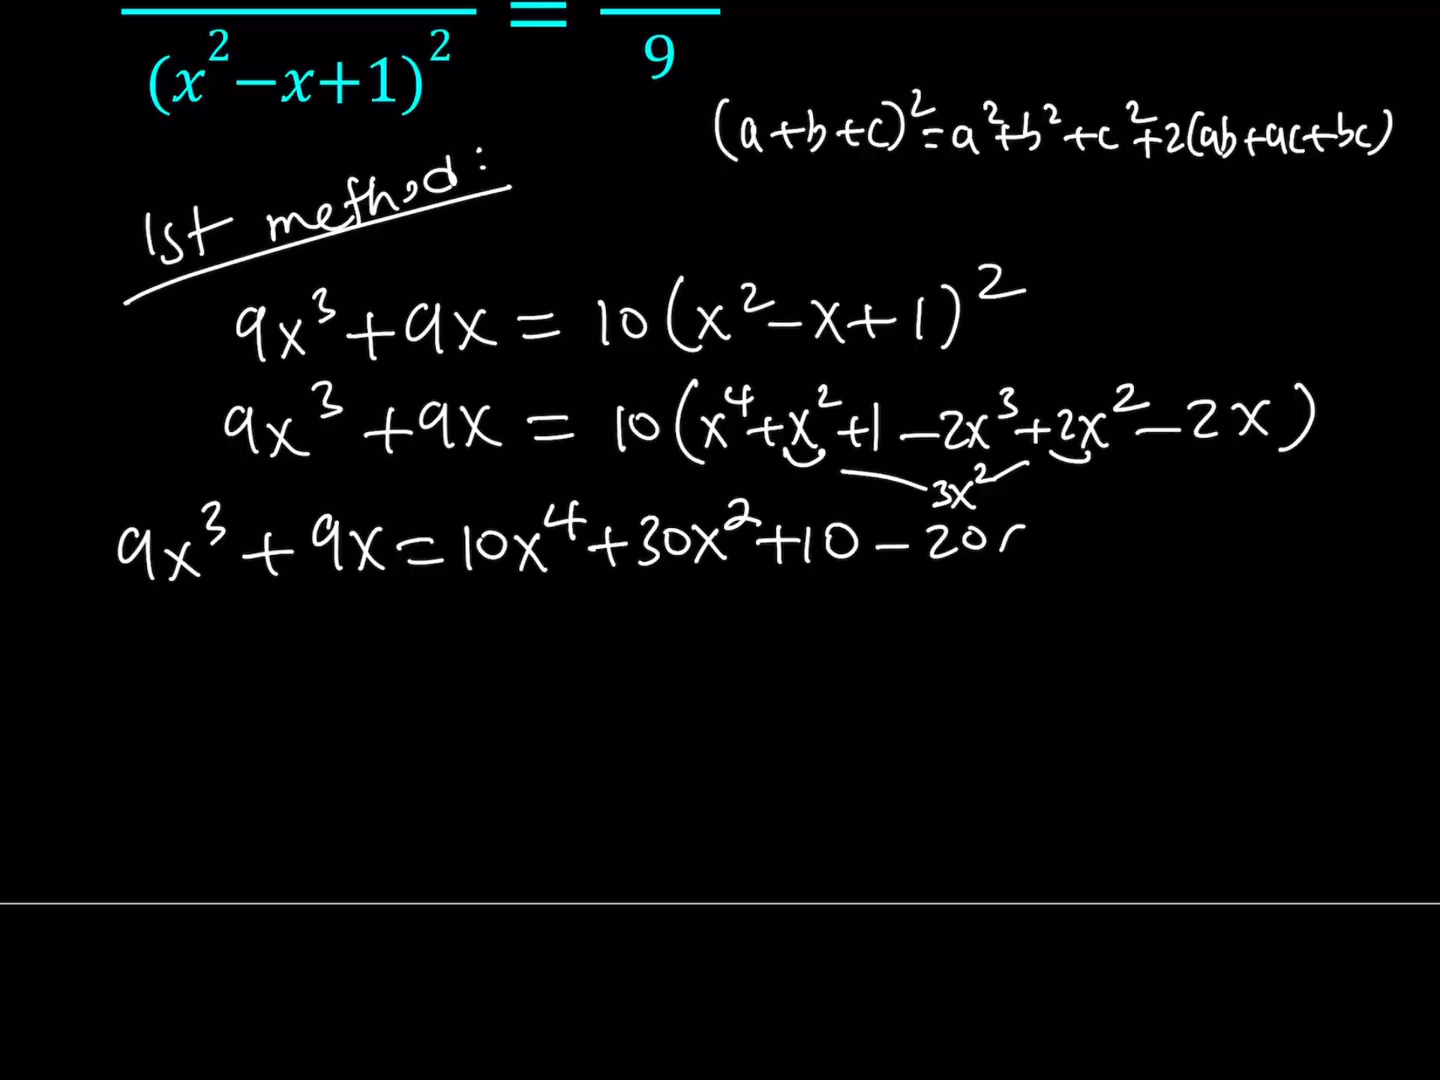 (x²−x+1)² = 9
(a+b+c)²=a²+b²+c²+2(ab+ac+bc)
1st method:
9x³+9x=10(x²−x+1)²
9x³+9x=10(x⁴+x²+1−2x³+2x²−2x)
3x²
9x³+9x=10x⁴+30x²+10−20